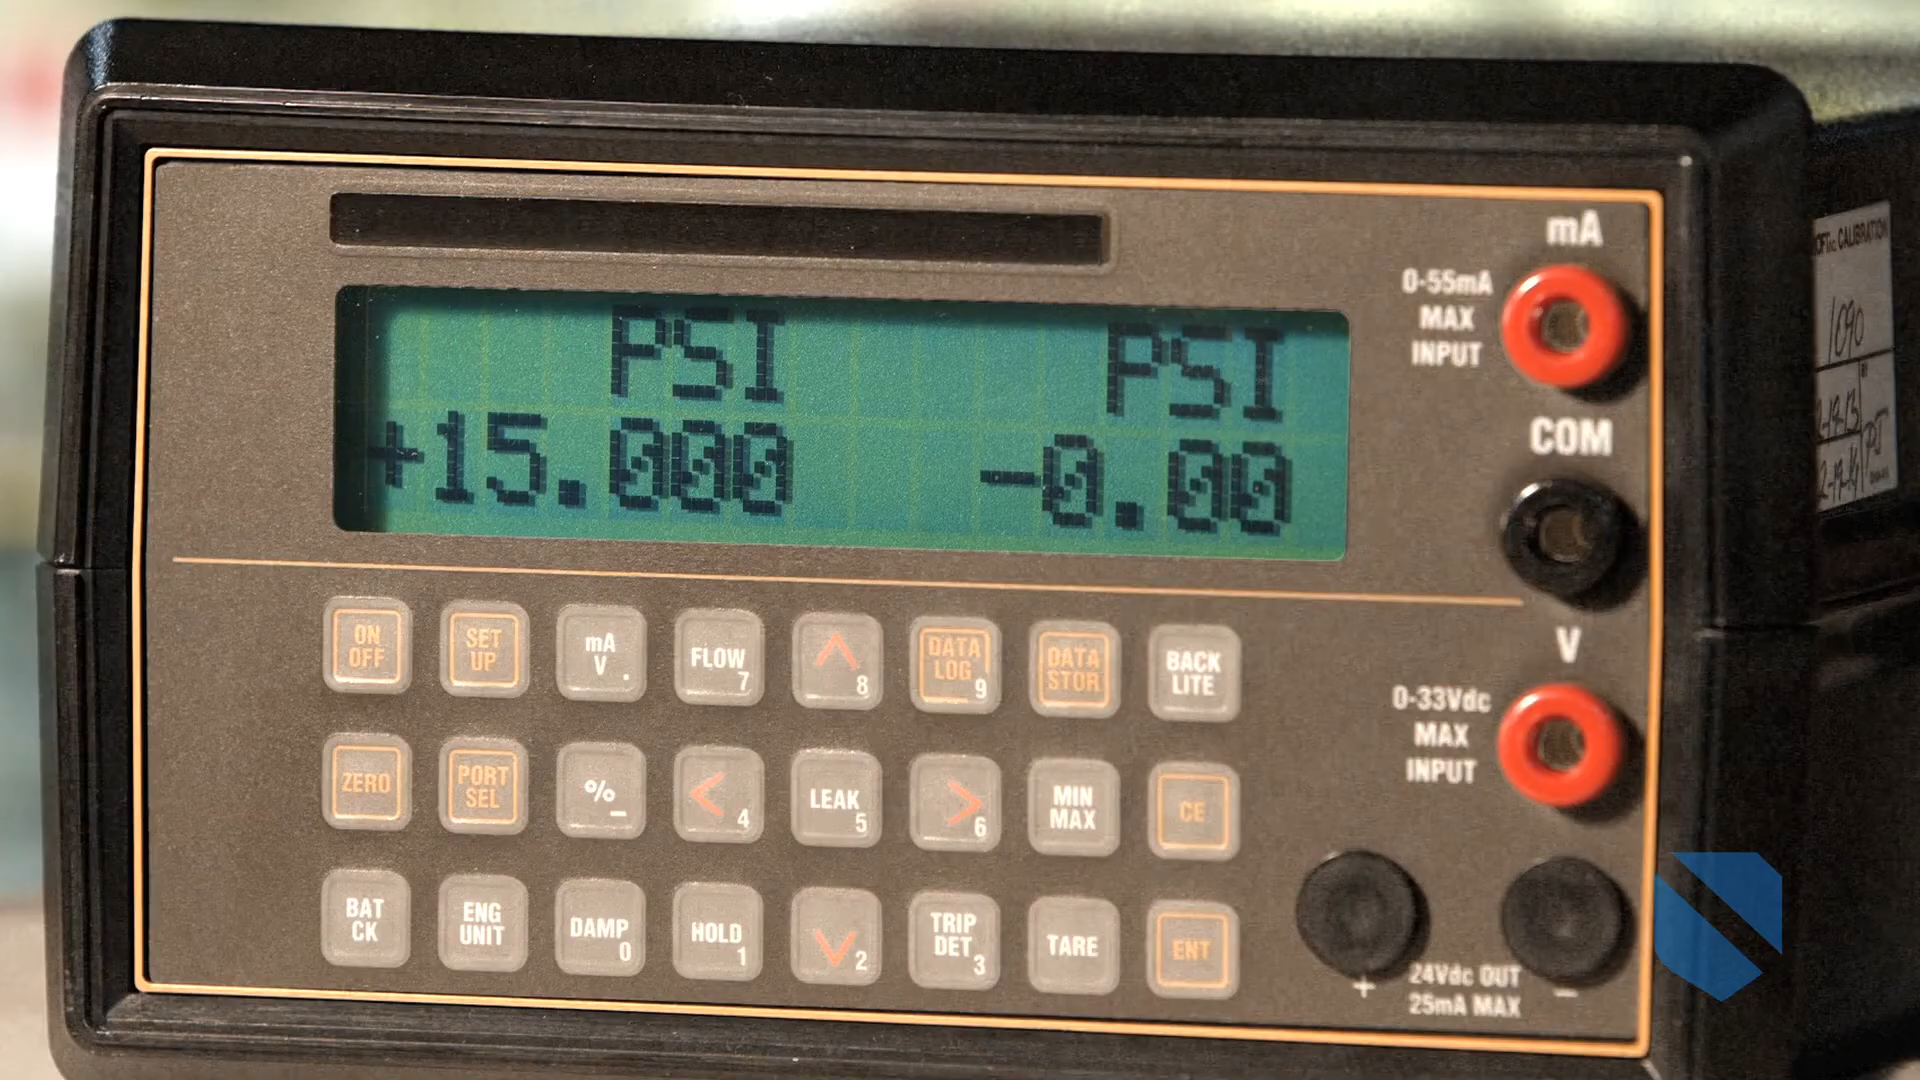 mA
0-55mA
MAX
INPUT
PSI PSI
+15.000 -0.00
COM
V
0-33Vdc
MAX
INPUT
ON
OFF
SET
UP
mA
V .
FLOW
7
8
DATA
LOG
9
DATA
STOR
BACK
LITE
ZERO
PORT
SEL
%
–
<
4
LEAK
5
>
6
MIN
MAX
CE
BAT
CK
ENG
UNIT
DAMP
0
HOLD
1
2
TRIP
DET
3
TARE
ENT
+ –
24Vdc OUT
25mA MAX
CALIBRATION
1090